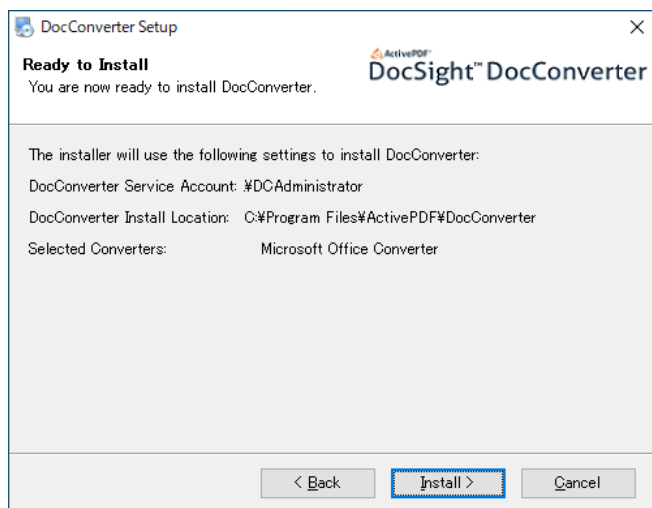 DocConverter Setup
Ready to Install
You are now ready to install DocConverter.
ActivePDF®
DocSight™ DocConverter
The installer will use the following settings to install DocConverter:
DocConverter Service Account: .¥DCAdministrator
DocConverter Install Location: C:¥Program Files¥ActivePDF¥DocConverter
Selected Converters: Microsoft Office Converter
< Back
Install >
Cancel